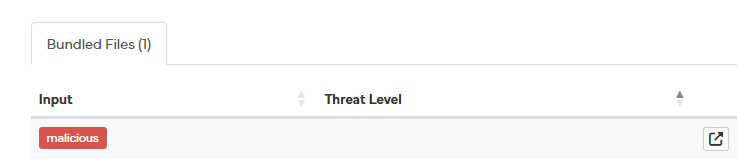 Bundled Files (1)
Input Threat Level
malicious